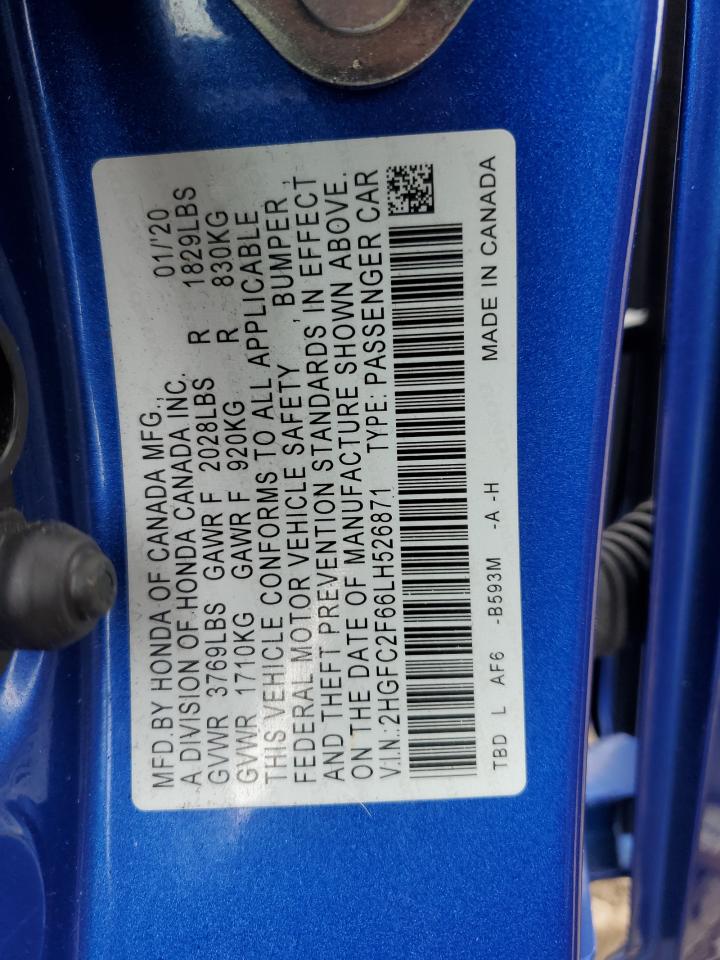 MFD.BY HONDA OF CANADA MFG., 01/'20
A DIVISION OF HONDA CANADA INC.
GVWR 3769LBS GAWR F 2028LBS R 1829LBS
GVWR 1710KG GAWR F 920KG R 830KG
THIS VEHICLE CONFORMS TO ALL APPLICABLE
FEDERAL MOTOR VEHICLE SAFETY , BUMPER ,
AND THEFT PREVENTION STANDARDS IN EFFECT
ON THE DATE OF MANUFACTURE SHOWN ABOVE.
V.I.N.:2HGFC2F66LH526871 TYPE: PASSENGER CAR
TBD L AF6 -B593M -A -H MADE IN CANADA